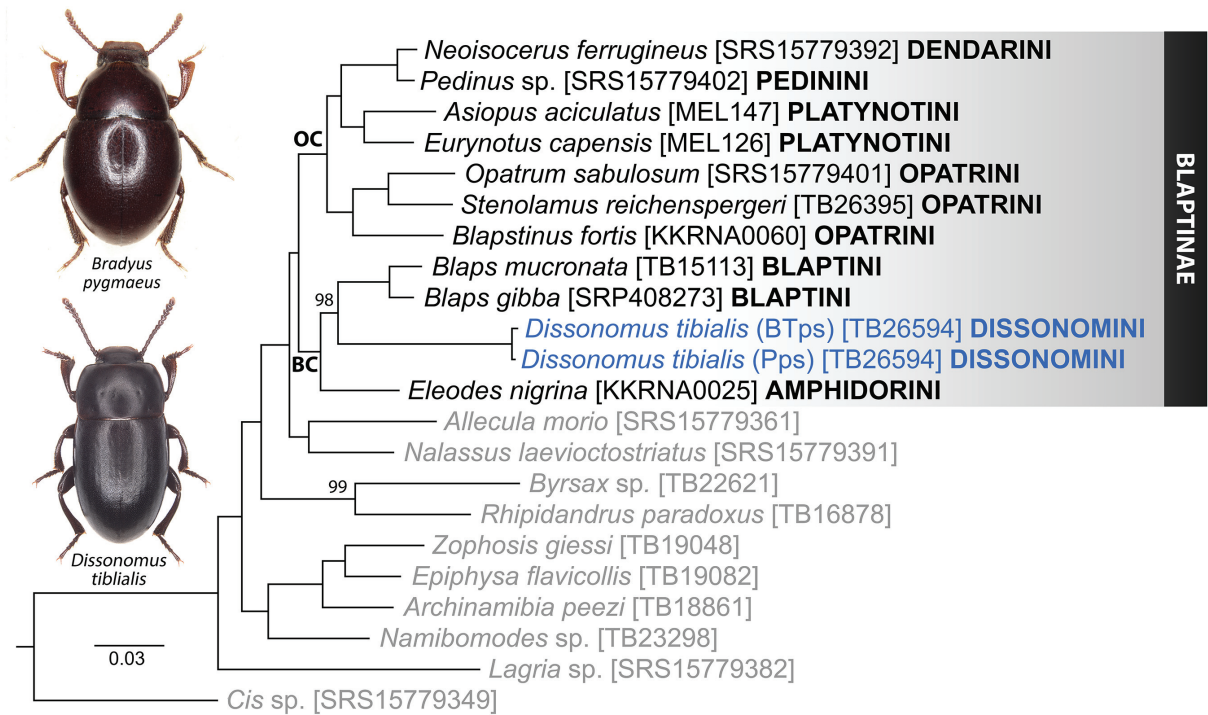 Neoisocerus ferrugineus [SRS15779392] DENDARINI
Pedinus sp. [SRS15779402] PEDININI
Asiopus aciculatus [MEL147] PLATYNOTINI
OC
Eurynotus capensis [MEL126] PLATYNOTINI
Opatrum sabulosum [SRS15779401] OPATRINI
Stenolamus reichenspergeri [TB26395] OPATRINI
Blapstinus fortis [KKRNA0060] OPATRINI
BLAPTINAE
Bradyus
pygmaeus
Blaps mucronata [TB15113] BLAPTINI
98
Blaps gibba [SRP408273] BLAPTINI
Dissonomus tibialis (BTps) [TB26594] DISSONOMINI
BC
Dissonomus tibialis (Pps) [TB26594] DISSONOMINI
Eleodes nigrina [KKRNA0025] AMPHIDORINI
Allecula morio [SRS15779361]
Nalassus laevioctostriatus [SRS15779391]
99
Byrsax sp. [TB22621]
Rhipidandrus paradoxus [TB16878]
Zophosis giessi [TB19048]
Dissonomus
tiblialis
Epiphysa flavicollis [TB19082]
Archinamibia peezi [TB18861]
Namibomodes sp. [TB23298]
0.03
Lagria sp. [SRS15779382]
Cis sp. [SRS15779349]